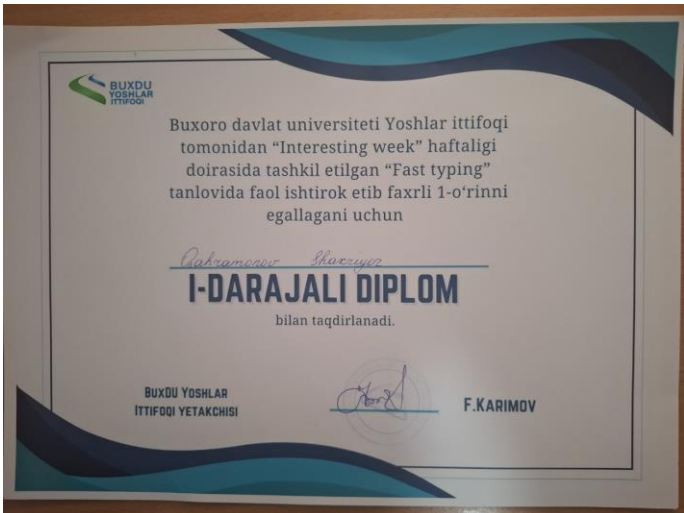 BUXDU
YOSHLAR
ITTIFOQI
Buxoro davlat universiteti Yoshlar ittifoqi
tomonidan “Interesting week” haftaligi
doirasida tashkil etilgan “Fast typing”
tanlovida faol ishtirok etib faxrli 1-o‘rinni
egallagani uchun
Qahramonov Shaxriyor
I-DARAJALI DIPLOM
bilan taqdirlanadi.
BUXDU YOSHLAR
ITTIFOQI YETAKCHISI
F.KARIMOV